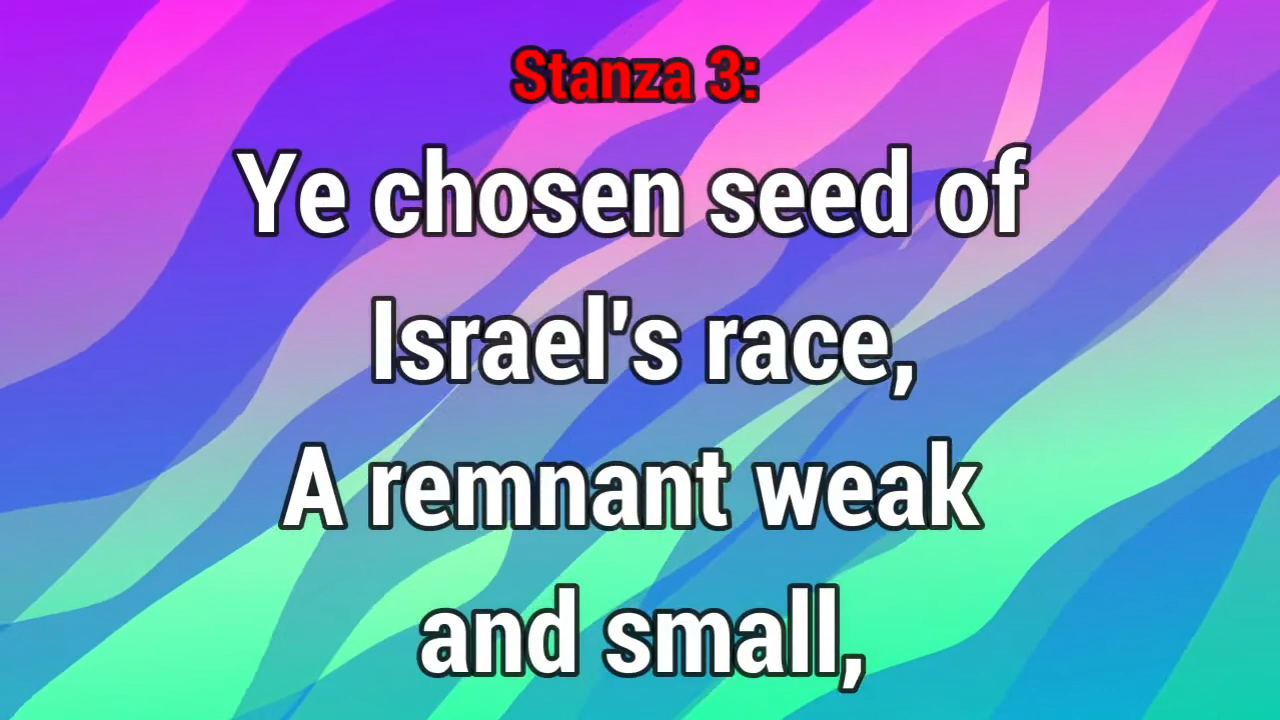 Stanza 3:
Ye chosen seed of
Israel's race,
A remnant weak
and small,